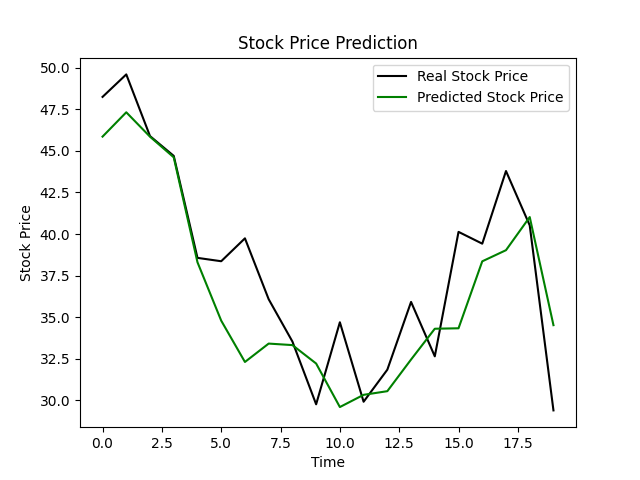 Stock Price Prediction
Real Stock Price
Predicted Stock Price
Stock Price
50.0
47.5
45.0
42.5
40.0
37.5
35.0
32.5
30.0
0.0 2.5 5.0 7.5 10.0 12.5 15.0 17.5
Time